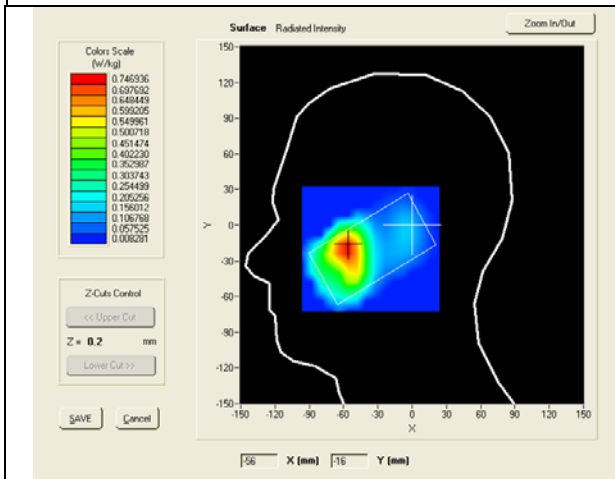 Surface Radiated Intensity
Zoom In/Out
Colors Scale
(W/kg)
0.746936
0.697692
0.648449
0.599205
0.549961
0.500718
0.451474
0.402230
0.352987
0.303743
0.254499
0.205256
0.156012
0.106768
0.057525
0.008281
Z-Cuts Control
<< Upper Cut
Z = 0.2 mm
Lower Cut >>
SAVE Cancel
150
120
90
60
30
0
-30
-60
-90
-120
-150
Y
-150 -120 -90 -60 -30 0 30 60 90 120 150
X
-56 X (mm) -16 Y (mm)